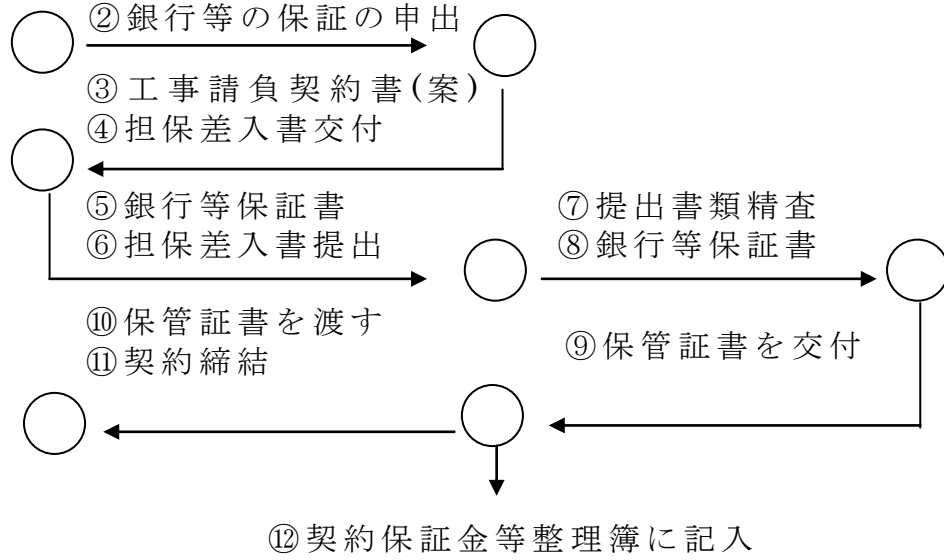 ②銀行等の保証の申出
③工事請負契約書(案)
④担保差入書交付
⑤銀行等保証書
⑥担保差入書提出
⑦提出書類精査
⑧銀行等保証書
⑩保管証書を渡す
⑪契約締結
⑨保管証書を交付
⑫契約保証金等整理簿に記入